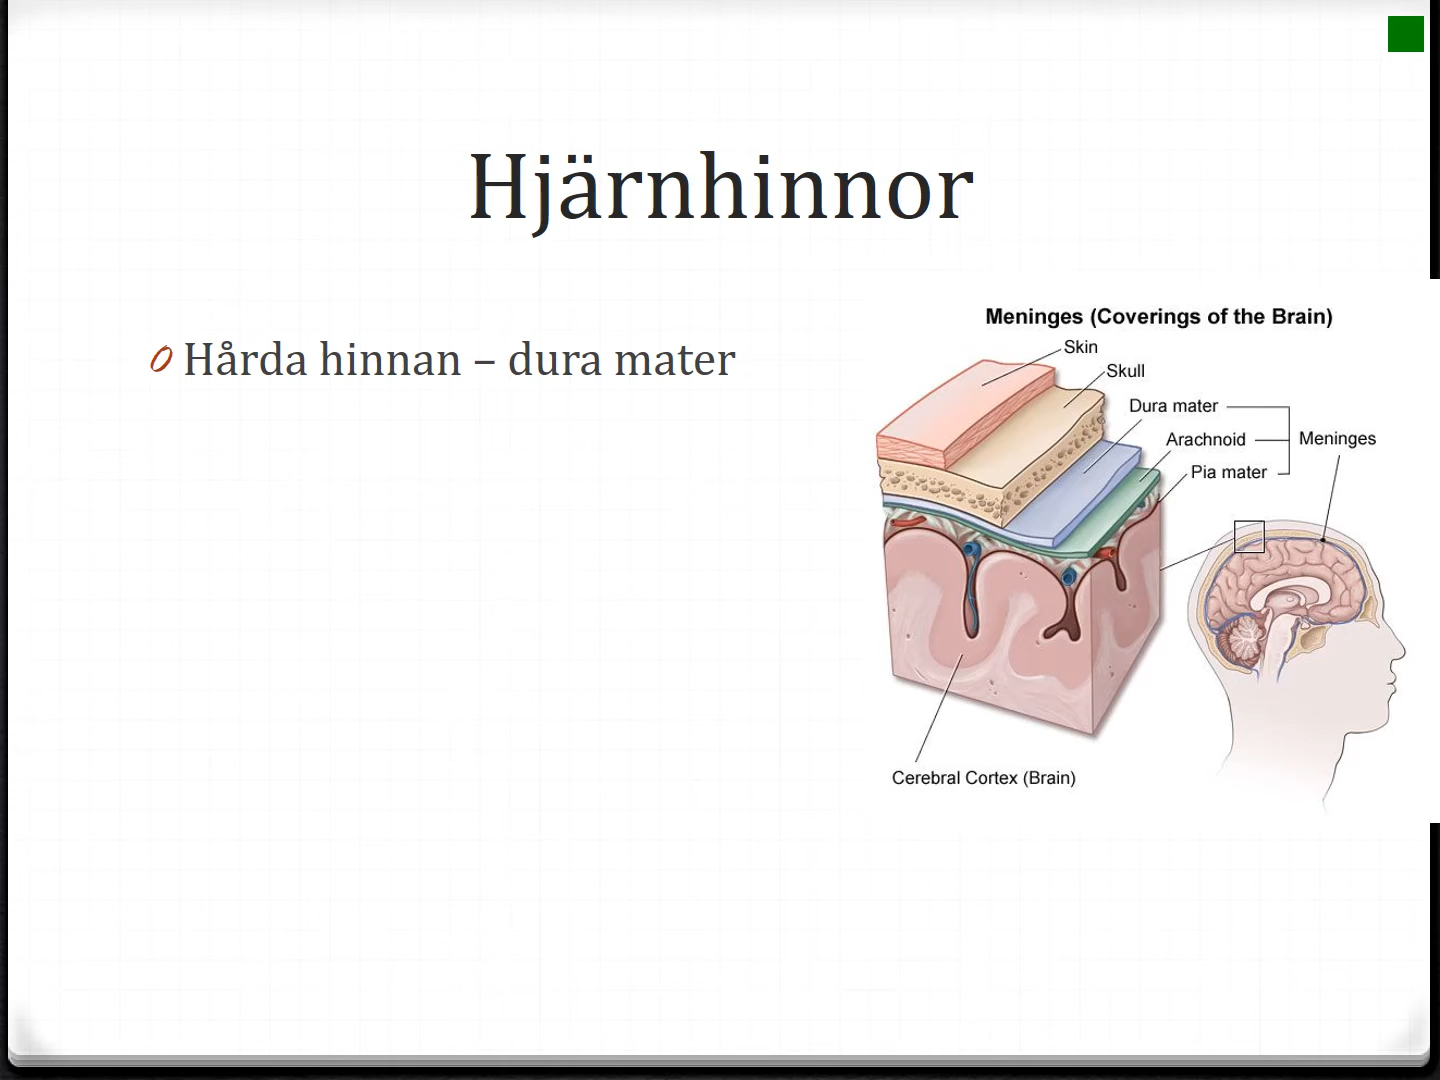 Hjärnhinnor
Hårda hinnan – dura mater
Meninges (Coverings of the Brain)
Skin
Skull
Dura mater
Arachnoid
Meninges
Pia mater
Cerebral Cortex (Brain)